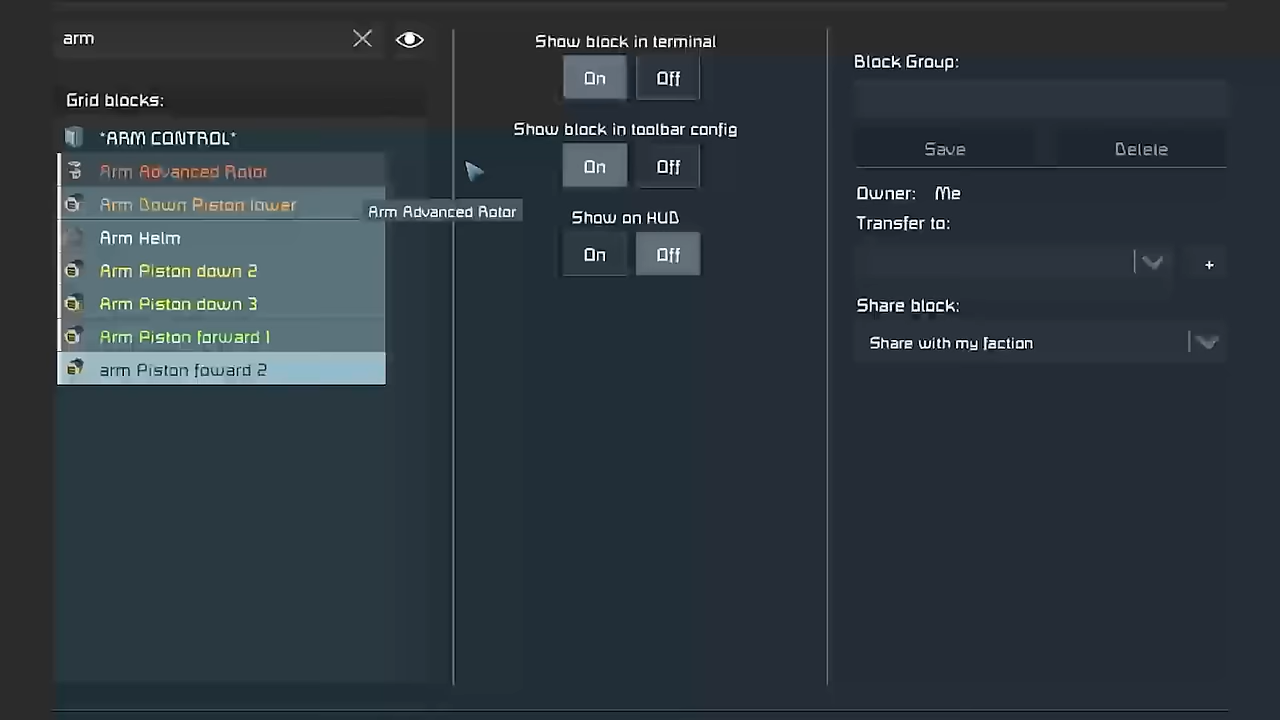 arm
Grid blocks:
*ARM CONTROL*
Arm Advanced Rotor
Arm Down Piston lower
Arm Helm
Arm Piston down 2
Arm Piston down 3
Arm Piston forward 1
arm Piston foward 2
Arm Advanced Rotor
Show block in terminal
On Off
Show block in toolbar config
On Off
Show on HUD
On Off
Block Group:
Save Delete
Owner: Me
Transfer to:
+
Share block:
Share with my faction